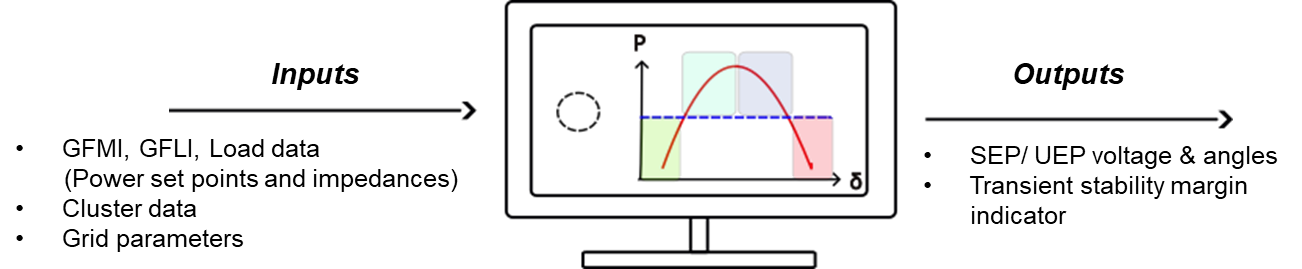 Inputs
• GFMI, GFLI, Load data
(Power set points and impedances)
• Cluster data
• Grid parameters
P
δ
Outputs
• SEP/ UEP voltage & angles
• Transient stability margin
indicator